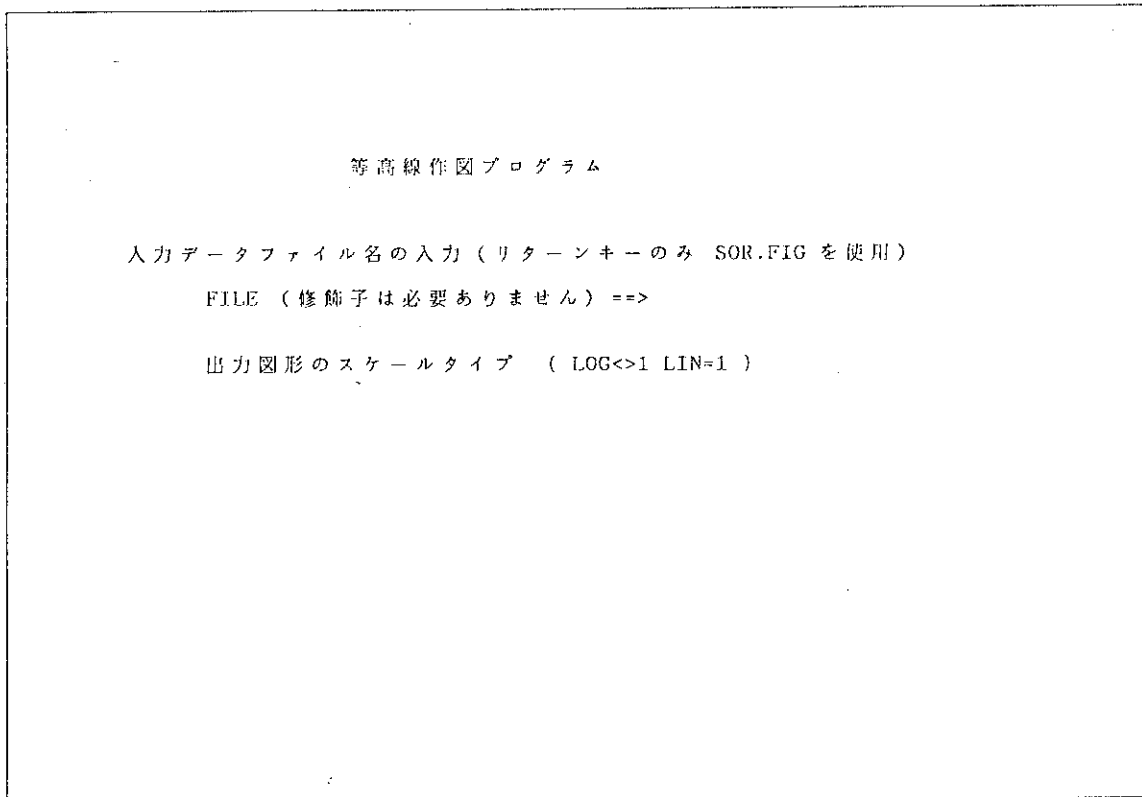 等高線作図プログラム
入力データファイル名の入力(リターンキーのみ SOR.FIG を使用)
FILE (修飾子は必要ありません) ==>
出力図形のスケールタイプ ( LOG<>1 LIN=1 )